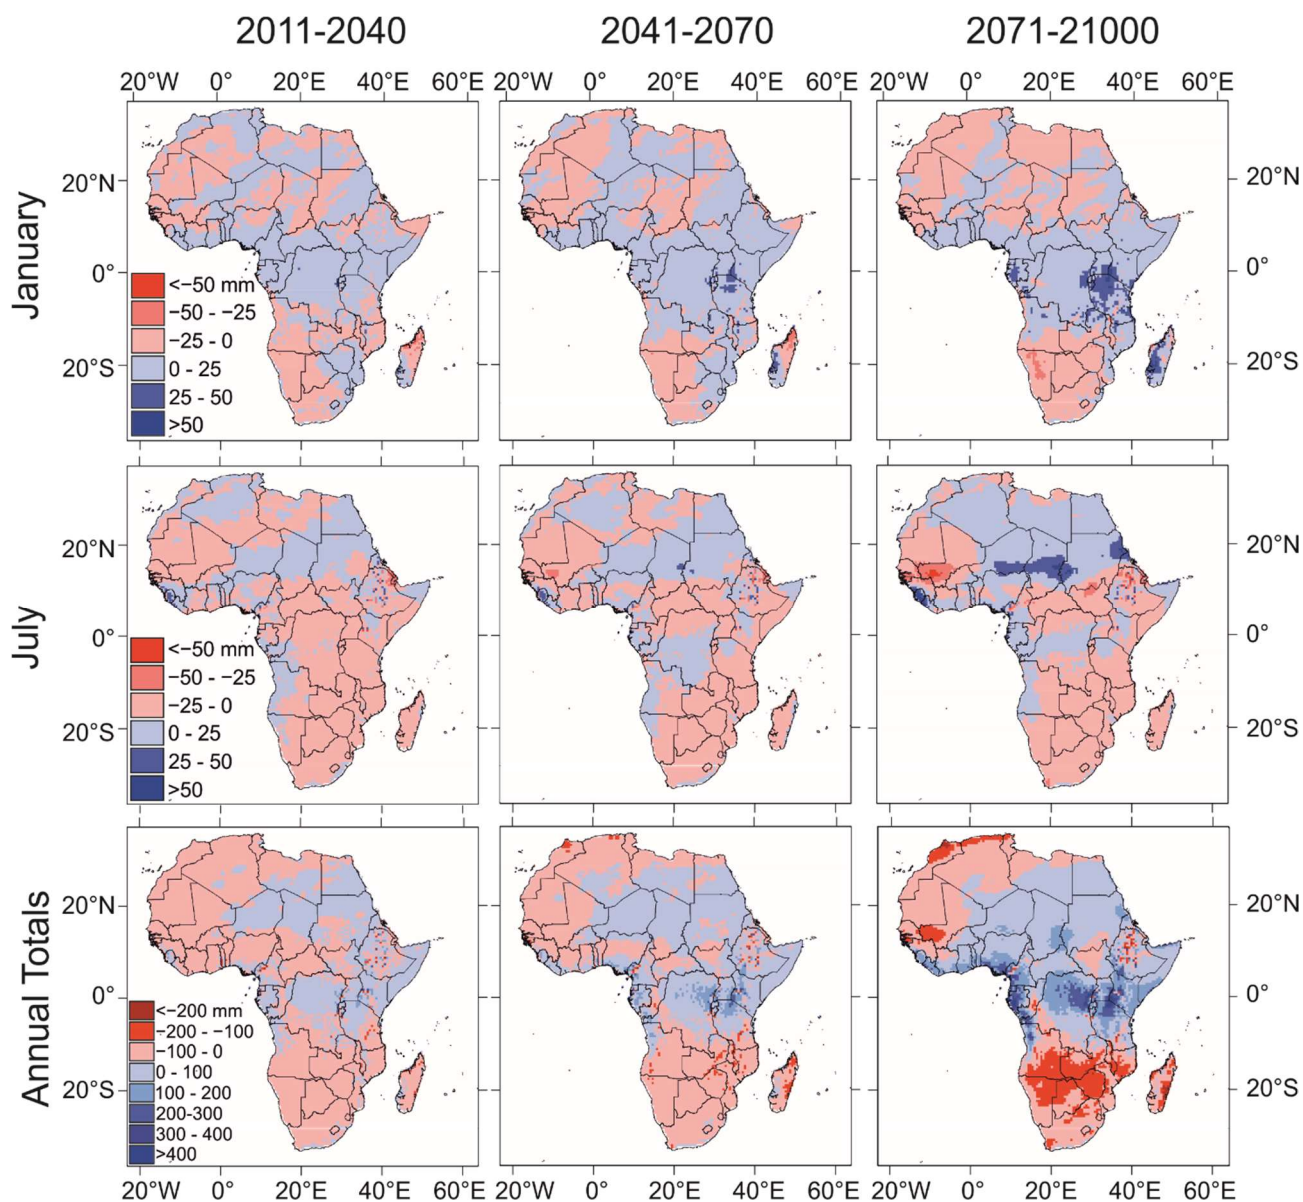 2011-2040 2041-2070 2071-21000
20°W 0° 20°E 40°E 60°E 20°W 0° 20°E 40°E 60°E 20°W 0° 20°E 40°E 60°E
January
20°N
0°
20°S
<−50 mm
−50 - −25
−25 - 0
0 - 25
25 - 50
>50
20°N
0°
20°S
July
20°N
0°
20°S
<−50 mm
−50 - −25
−25 - 0
0 - 25
25 - 50
>50
20°N
0°
20°S
Annual Totals
20°N
0°
20°S
<−200 mm
−200 - −100
−100 - 0
0 - 100
100 - 200
200-300
300 - 400
>400
20°N
0°
20°S
20°W 0° 20°E 40°E 60°E 20°W 0° 20°E 40°E 60°E 20°W 0° 20°E 40°E 60°E